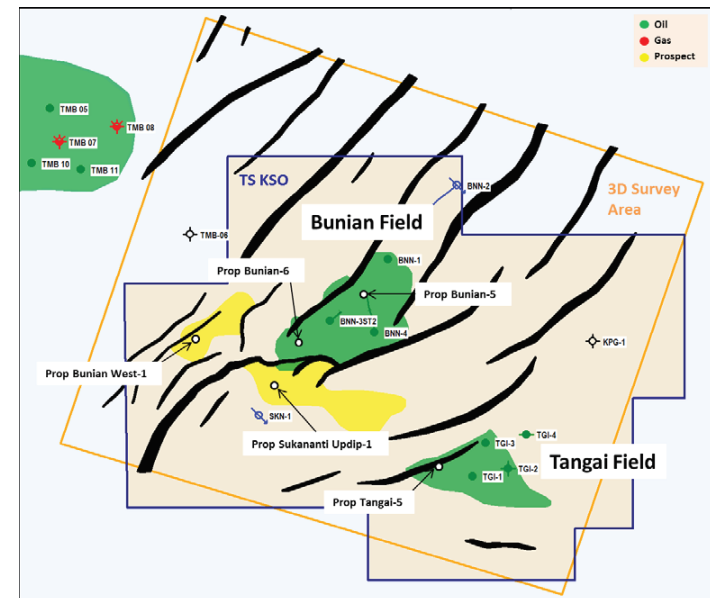 Oil
Gas
Prospect
TMB 05
TMB 08
TMB 07
TMB 10
TMB 11
TS KSO
BNN-2
3D Survey
Area
Bunian Field
TMB-06
BNN-1
Prop Bunian-6
Prop Bunian-5
BNN-3ST2
BNN-4
KPG-1
Prop Bunian West-1
SKN-1
Prop Sukananti Updip-1
TGI-3
TGI-4
Tangai Field
TGI-2
TGI-1
Prop Tangai-5